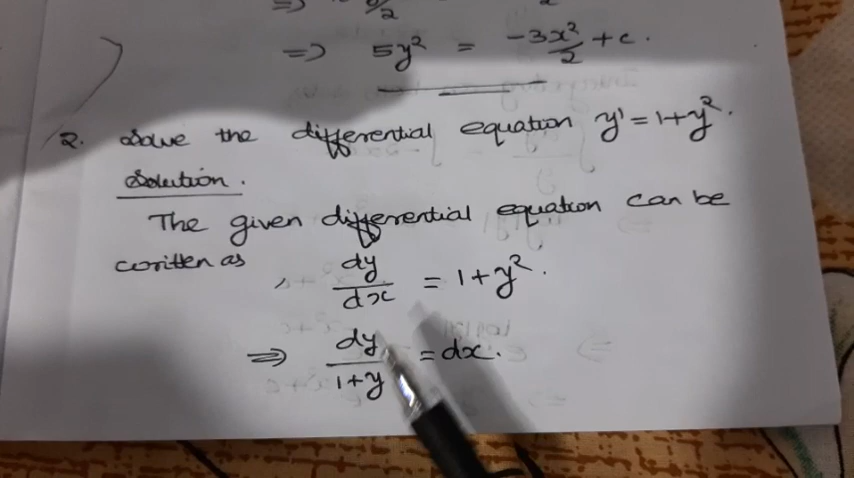 ⇒ 5y² = -3x²/2 + c.
2. Solve the differential equation y' = 1+y².
Solution.
The given differential equation can be
written as, dy/dx = 1+y².
⇒ dy/1+y = dx.